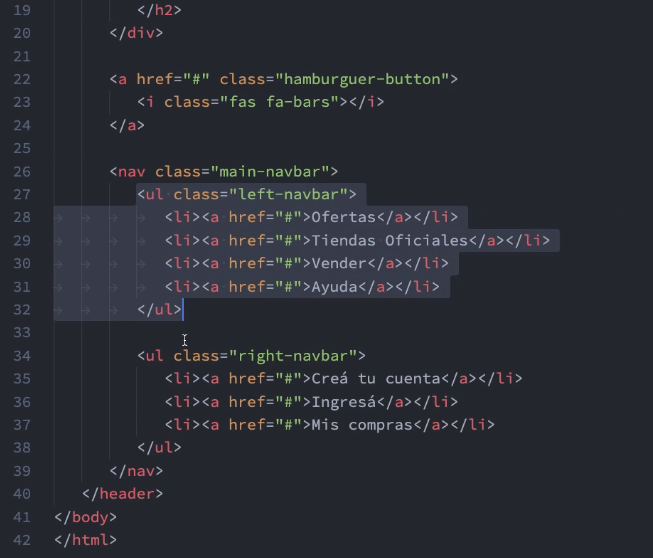 19 </h2>
20 </div>
21
22 <a href="#" class="hamburguer-button">
23 <i class="fas fa-bars"></i>
24 </a>
25
26 <nav class="main-navbar">
27 <ul class="left-navbar">
28 <li><a href="#">Ofertas</a></li>
29 <li><a href="#">Tiendas Oficiales</a></li>
30 <li><a href="#">Vender</a></li>
31 <li><a href="#">Ayuda</a></li>
32 </ul>
33
34 <ul class="right-navbar">
35 <li><a href="#">Creá tu cuenta</a></li>
36 <li><a href="#">Ingresá</a></li>
37 <li><a href="#">Mis compras</a></li>
38 </ul>
39 </nav>
40 </header>
41 </body>
42 </html>